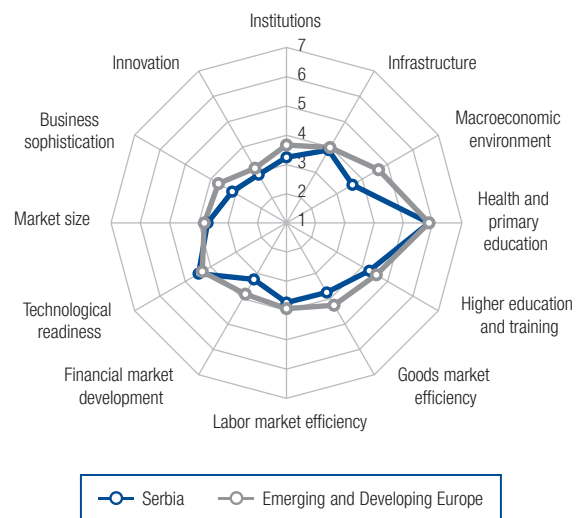 Institutions
Infrastructure
Macroeconomic
environment
Health and
primary
education
Higher education
and training
Goods market
efficiency
Labor market efficiency
Financial market
development
Technological
readiness
Market size
Business
sophistication
Innovation
7
6
5
4
3
2
1
Serbia
Emerging and Developing Europe